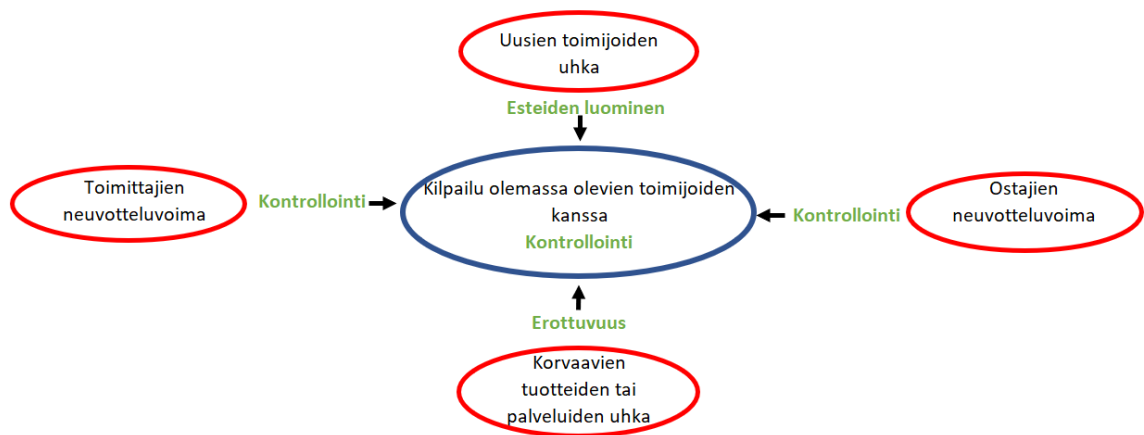 Uusien toimijoiden
uhka
Esteiden luominen
Toimittajien
neuvotteluvoima
Kontrollointi
Kilpailu olemassa olevien toimijoiden
kanssa
Kontrollointi
Kontrollointi
Ostajien
neuvotteluvoima
Erottuvuus
Korvaavien
tuotteiden tai
palveluiden uhka